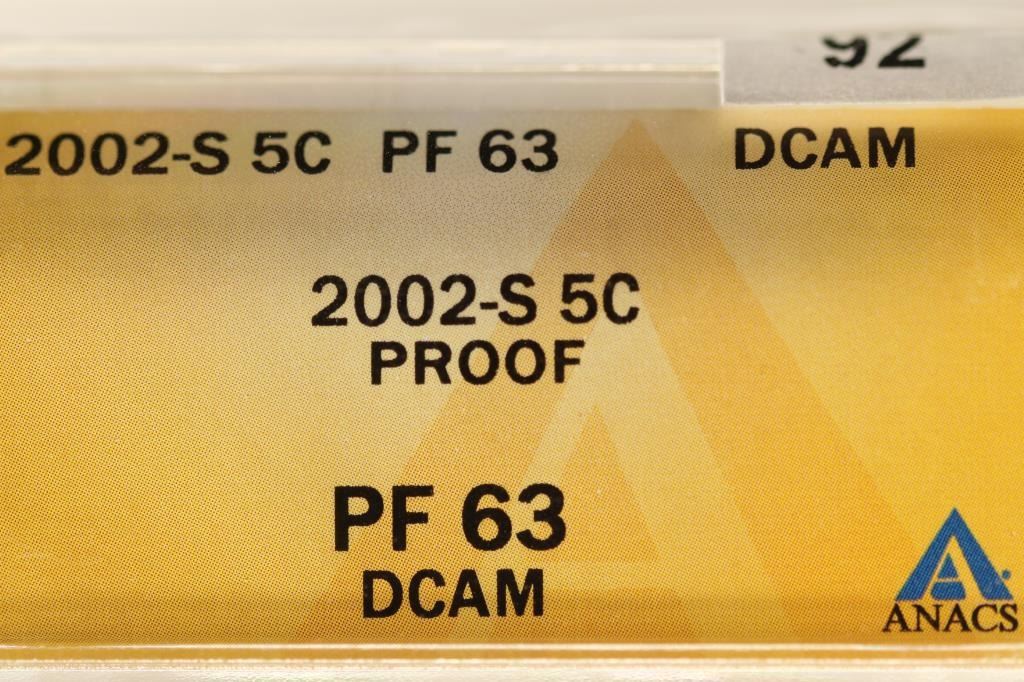 92
2002-S 5C PF 63 DCAM
2002-S 5C
PROOF
PF 63
DCAM
ANACS